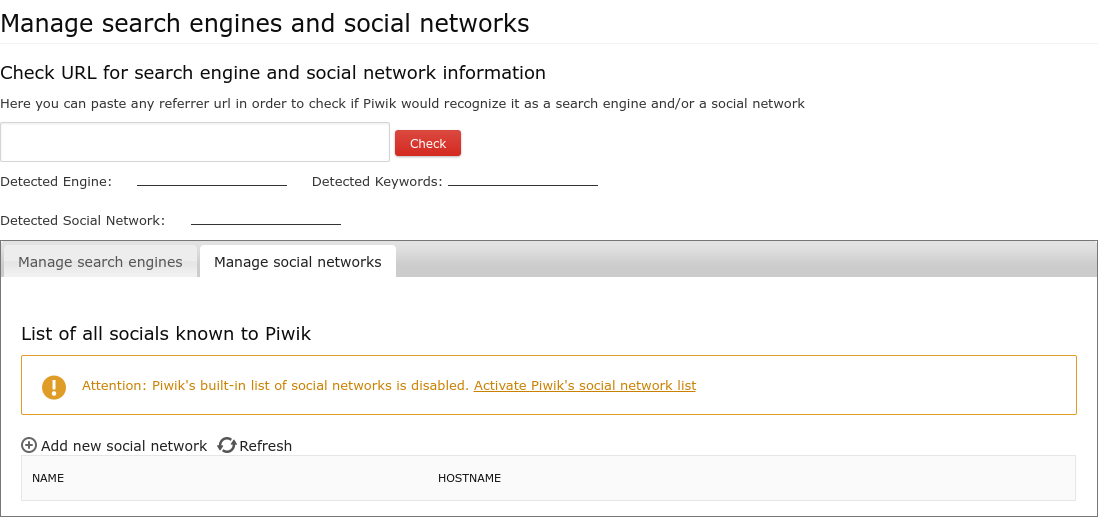 Manage search engines and social networks
Check URL for search engine and social network information
Here you can paste any referrer url in order to check if Piwik would recognize it as a search engine and/or a social network
Check
Detected Engine: Detected Keywords:
Detected Social Network:
Manage search engines Manage social networks
List of all socials known to Piwik
Attention: Piwik's built-in list of social networks is disabled. Activate Piwik's social network list
Add new social network Refresh
NAME HOSTNAME